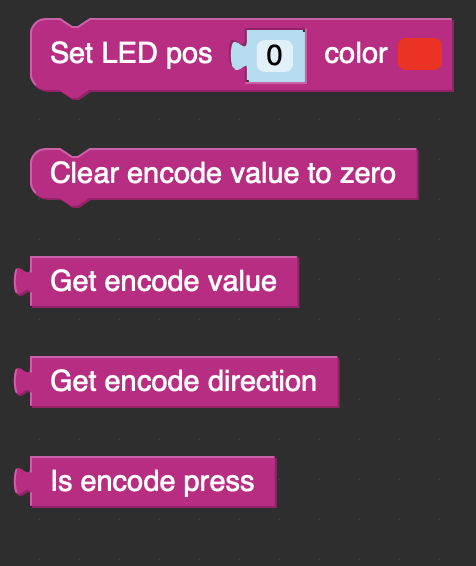 Set LED pos 0 color
Clear encode value to zero
Get encode value
Get encode direction
Is encode press